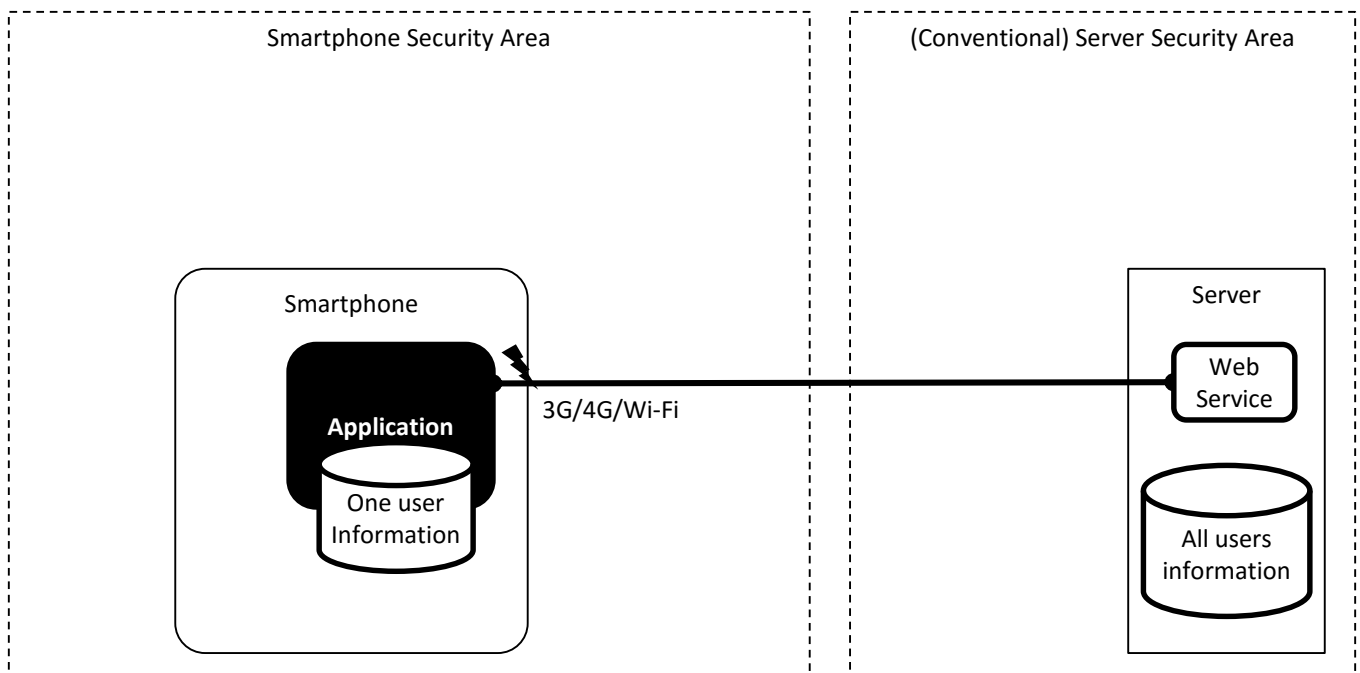 Smartphone Security Area
(Conventional) Server Security Area
Smartphone
Server
Application
3G/4G/Wi-Fi
Web
Service
One user
Information
All users
information